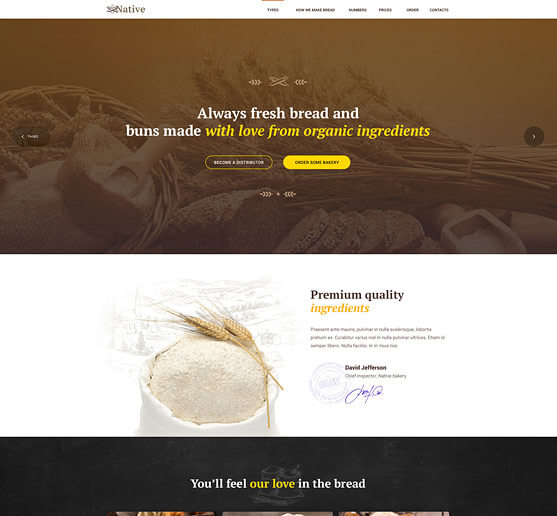 Native
TYPES HOW WE MAKE BREAD NUMBERS PRICES ORDER CONTACTS
Always fresh bread and
buns made with love from organic ingredients
THIRD
BECOME A DISTRIBUTOR ORDER SOME BAKERY
Premium quality
ingredients
Praesent ante mauris, pulvinar in nulla scelerisque, lobortis
pretium ex. Curabitur varius nisl in nulla pulvinar ultrices. Etiam id
semper libero. Nulla facilisi. In in risus nisi.
David Jefferson
Chief inspector, Native bakery
ORGANIC
You'll feel our love in the bread